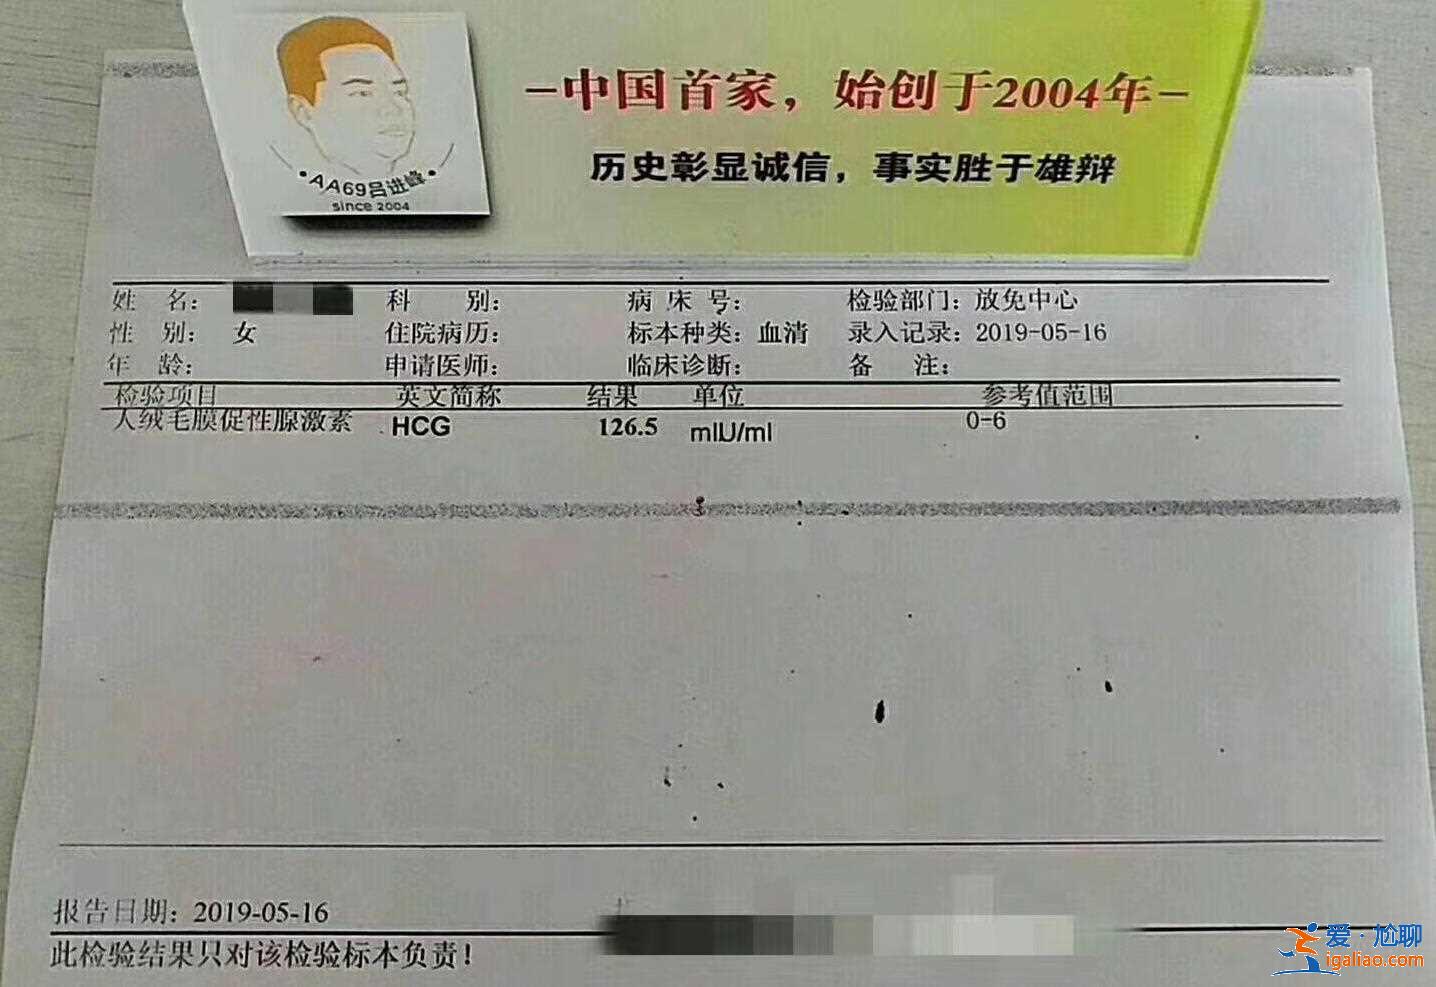 –中国首家，始创于2004年–
历史彰显诚信，事实胜于雄辩
•AA69吕进峰•
since 2004
姓 名： 科 别： 病 床 号： 检验部门：放免中心
性 别： 女 住院病历： 标本种类：血清 录入记录：2019-05-16
年 龄： 申请医师： 临床诊断： 备 注：
检验项目 英文简称 结果 单位 参考值范围
人绒毛膜促性腺激素 HCG 126.5 mIU/ml 0-6
报告日期：2019-05-16
此检验结果只对该检验标本负责！
爱·尬聊
igaliao.com